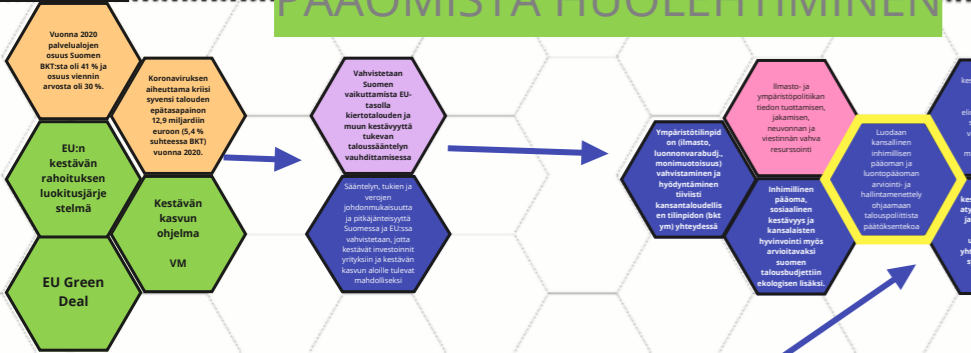 PÄÄOMISTA HUOLEHTIMINEN
Vuonna 2020
palvelualojen
osuus Suomen
BKT:sta oli 41 % ja
osuus viennin
arvosta oli 30 %.
Koronaviruksen
aiheuttama kriisi
syvensi talouden
epätasapainon
12,9 miljardiin
euroon (5,4 %
suhteessa BKT)
vuonna 2020.
EU:n
kestävän
rahoituksen
luokitusjärje
stelmä
Kestävän
kasvun
ohjelma
VM
EU Green
Deal
Vahvistetaan
Suomen
vaikuttamista EU-
tasolla
kiertotalouden ja
muun kestävyyttä
tukevan
taloussääntelyn
vauhdittamisessa
Sääntelyn, tukien ja
verojen
johdonmukaisuutta
ja pitkäjänteisyyttä
Suomessa ja EU:ssa
vahvistetaan, jotta
kestävät investoinnit
yrityksiin ja kestävän
kasvun aloille tulevat
mahdolliseksi
Ympäristötilinpid
on (ilmasto,
luonnonvarabudj.,
monimuotoisuus)
vahvistaminen ja
hyödyntäminen
tiiviisti
kansantaloudellis
en tilinpidon (bkt
ym) yhteydessä
Ilmasto- ja
ympäristöpolitiikan
tiedon tuottamisen,
jakamisen,
neuvonnan ja
viestinnän vahva
resurssointi
Inhimillinen
pääoma,
sosiaalinen
kestävyys ja
kansalaisten
hyvinvointi myös
arvioitavaksi
suomen
talousbudjettiin
ekologisen lisäksi.
Luodaan
kansallinen
inhimillisen
pääoman ja
luontopääoman
arviointi- ja
hallintamenettely
ohjaamaan
talouspoliittista
päätöksentekoa